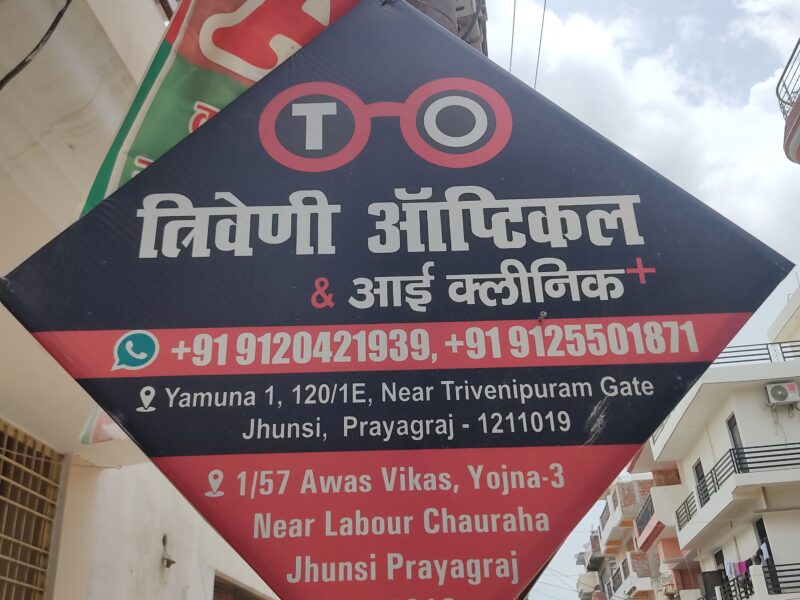 TO
त्रिवेणी ऑप्टिकल
& आई क्लीनिक+
+91 9120421939, +91 9125501871
Yamuna 1, 120/1E, Near Trivenipuram Gate
Jhunsi, Prayagraj - 1211019
1/57 Awas Vikas, Yojna-3
Near Labour Chauraha
Jhunsi Prayagraj